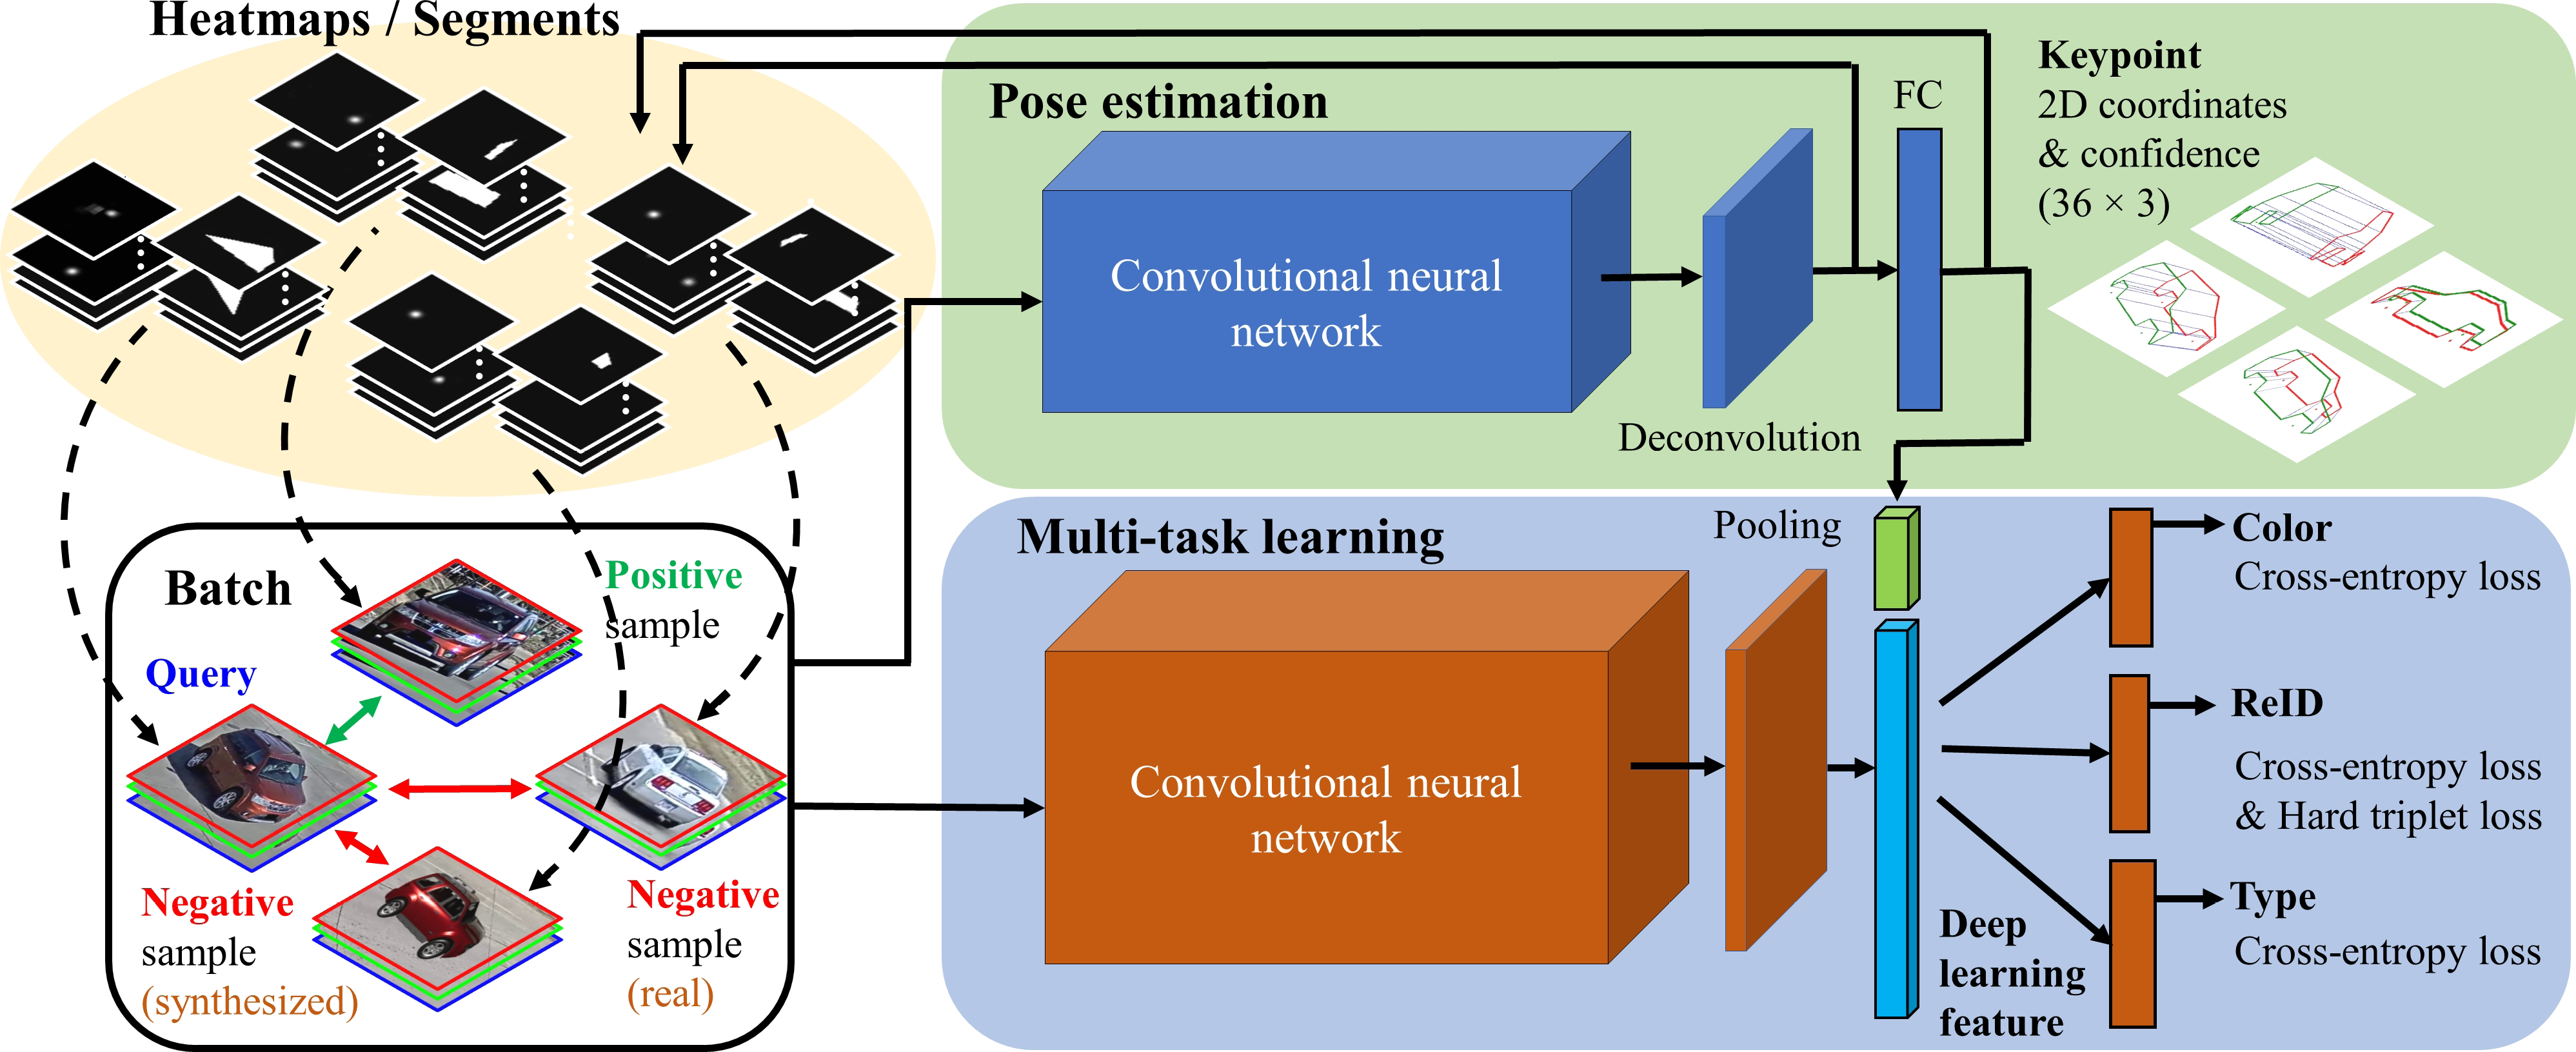 Heatmaps / Segments
Pose estimation
Convolutional neural
network
Deconvolution
FC
Keypoint
2D coordinates
& confidence
(36 × 3)
Batch
Positive
sample
Query
Negative
sample
(synthesized)
Negative
sample
(real)
Multi-task learning
Convolutional neural
network
Pooling
Deep
learning
feature
Color
Cross-entropy loss
ReID
Cross-entropy loss
& Hard triplet loss
Type
Cross-entropy loss